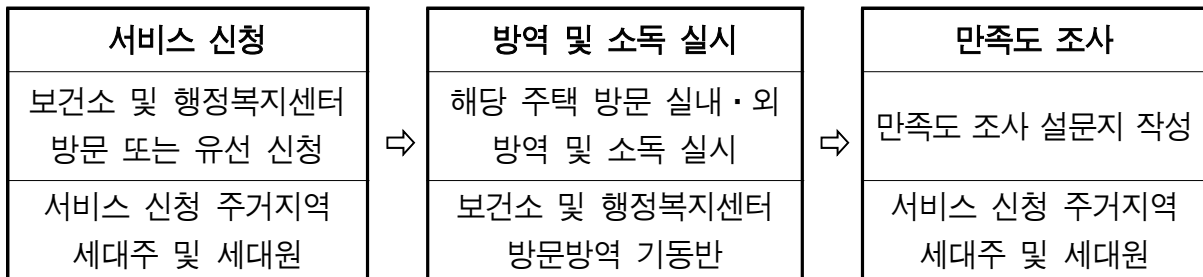 서비스 신청
보건소 및 행정복지센터
방문 또는 유선 신청
서비스 신청 주거지역
세대주 및 세대원
⇨
방역 및 소독 실시
해당 주택 방문 실내·외
방역 및 소독 실시
보건소 및 행정복지센터
방문방역 기동반
⇨
만족도 조사
만족도 조사 설문지 작성
서비스 신청 주거지역
세대주 및 세대원